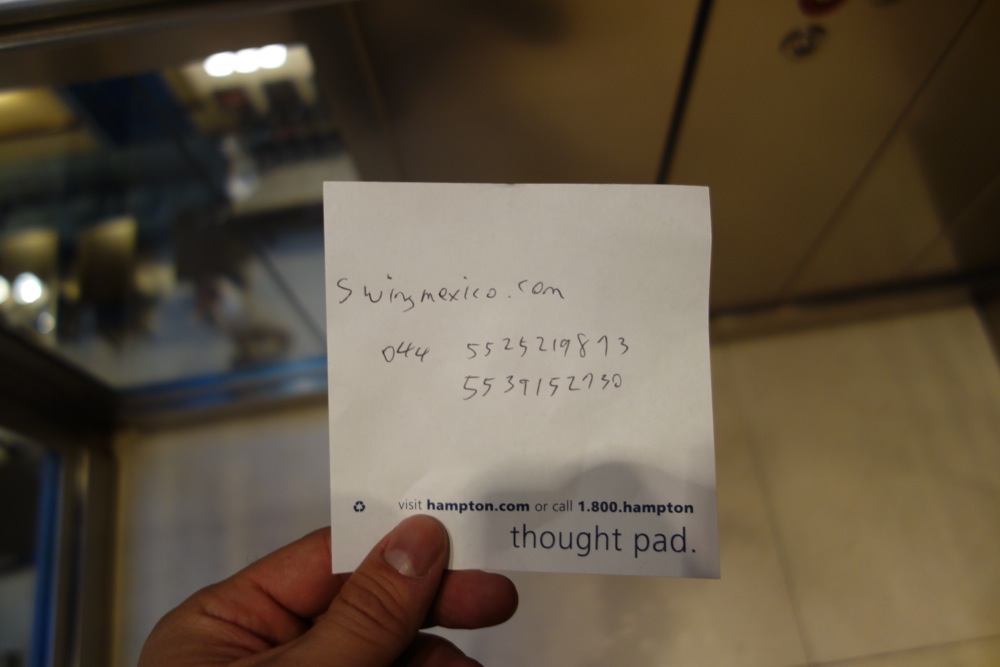 Swingmexico.com
044 5525219873
5539152730
visit hampton.com or call 1.800.hampton
thought pad.